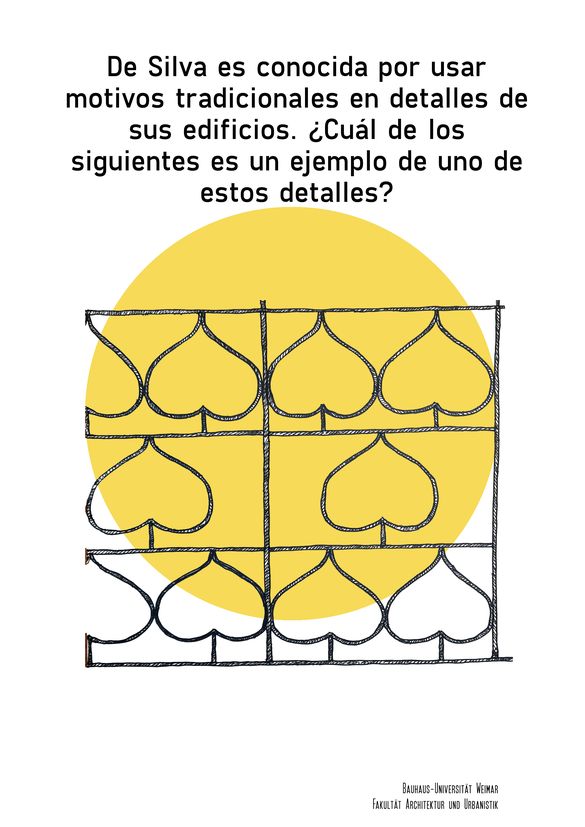 De Silva es conocida por usar
motivos tradicionales en detalles de
sus edificios. ¿Cuál de los
siguientes es un ejemplo de uno de
estos detalles?
Bauhaus-Universität Weimar
Fakultät Architektur und Urbanistik